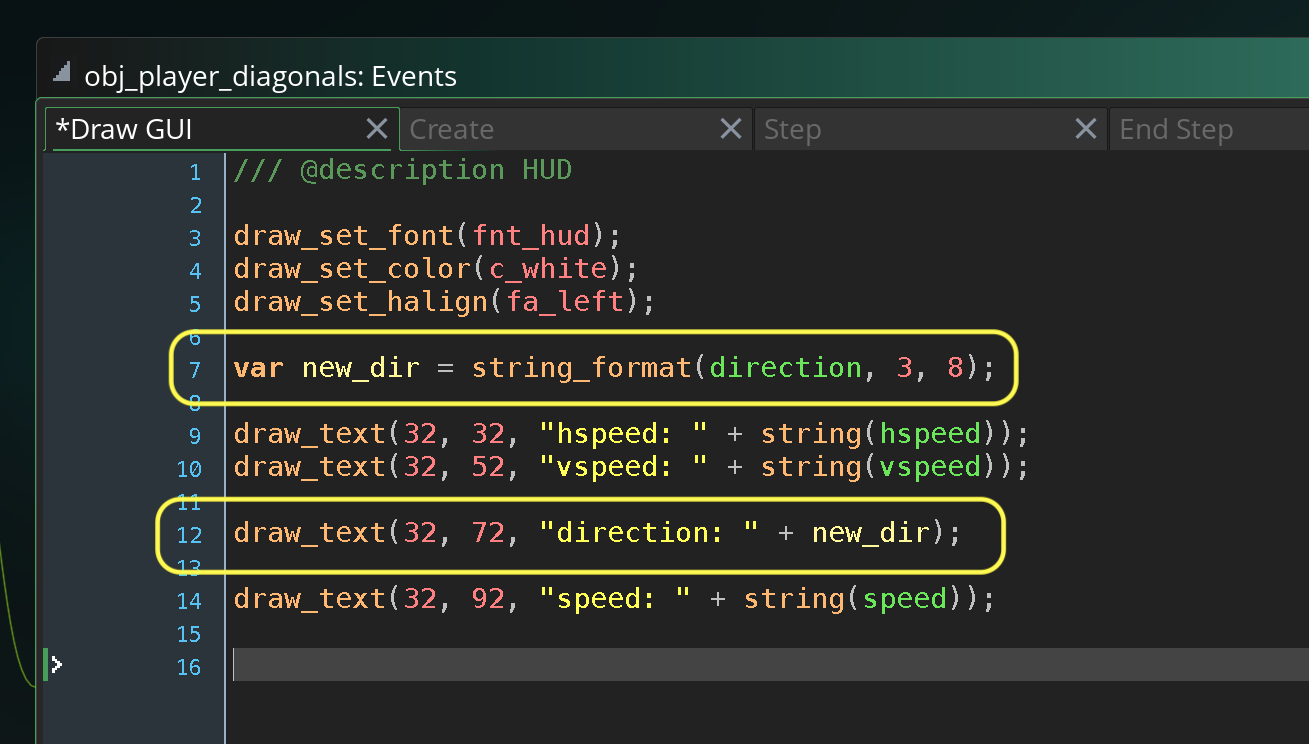 obj_player_diagonals: Events
*Draw GUI Create Step End Step
1 /// @description HUD
2
3 draw_set_font(fnt_hud);
4 draw_set_color(c_white);
5 draw_set_halign(fa_left);
6
7 var new_dir = string_format(direction, 3, 8);
8
9 draw_text(32, 32, "hspeed: " + string(hspeed));
10 draw_text(32, 52, "vspeed: " + string(vspeed));
11
12 draw_text(32, 72, "direction: " + new_dir);
13
14 draw_text(32, 92, "speed: " + string(speed));
15
16